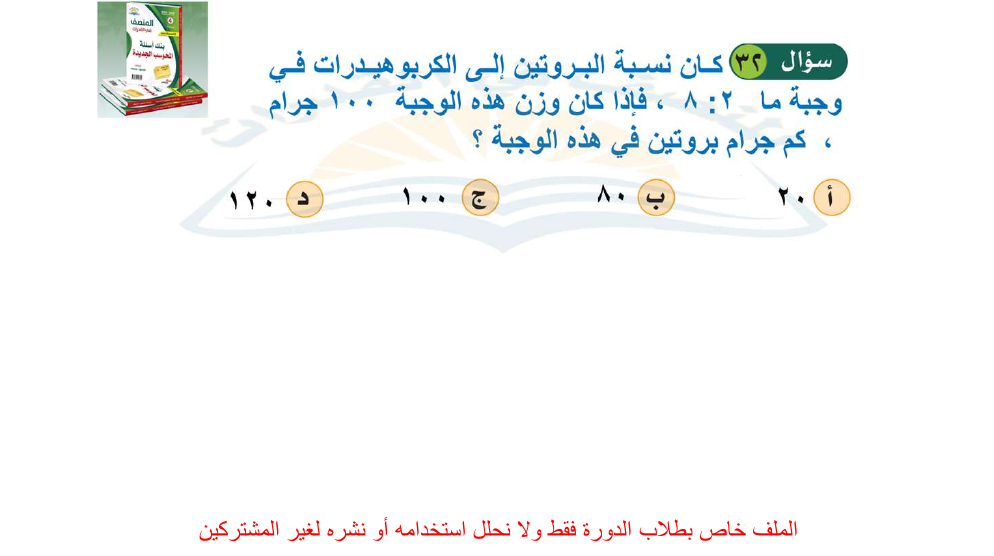 سؤال ٣٢ كان نسبة البروتين إلى الكربوهيدرات في
وجبة ما ٢ : ٨ ، فإذا كان وزن هذه الوجبة ١٠٠ جرام
، كم جرام بروتين في هذه الوجبة ؟
أ ٢٠ ب ٨٠ ج ١٠٠ د ١٢٠
المنصف
بنك أسئلة
المحوسب الجديدة
الملف خاص بطلاب الدورة فقط ولا نحلل استخدامه أو نشره لغير المشتركين